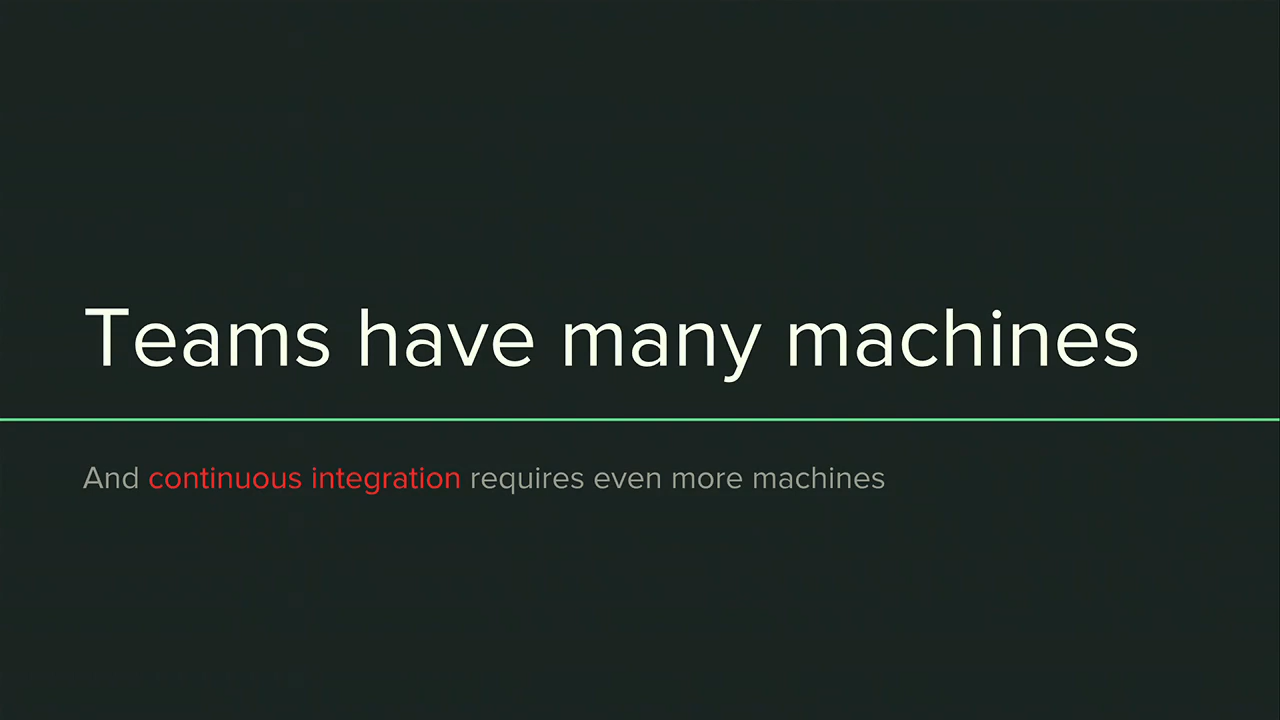 Teams have many machines
And continuous integration requires even more machines